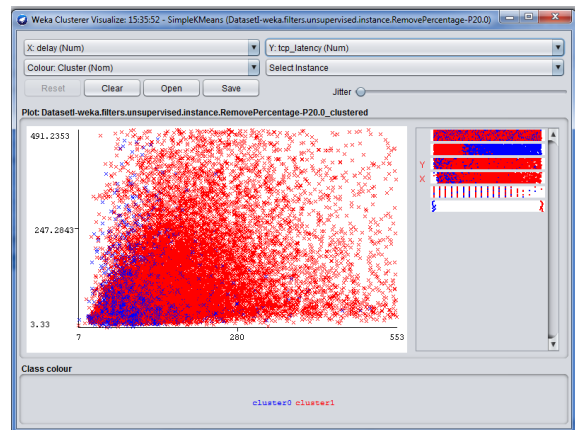 Weka Clusterer Visualize: 15:35:52 - SimpleKMeans (DatasetI-weka.filters.unsupervised.instance.RemovePercentage-P20.0)
X: delay (Num) Y: tcp_latency (Num)
Colour: Cluster (Nom) Select Instance
Reset Clear Open Save Jitter
Plot: DatasetI-weka.filters.unsupervised.instance.RemovePercentage-P20.0_clustered
491.2353
247.2843
3.33
7 280 553
Y
X
Class colour
cluster0 cluster1